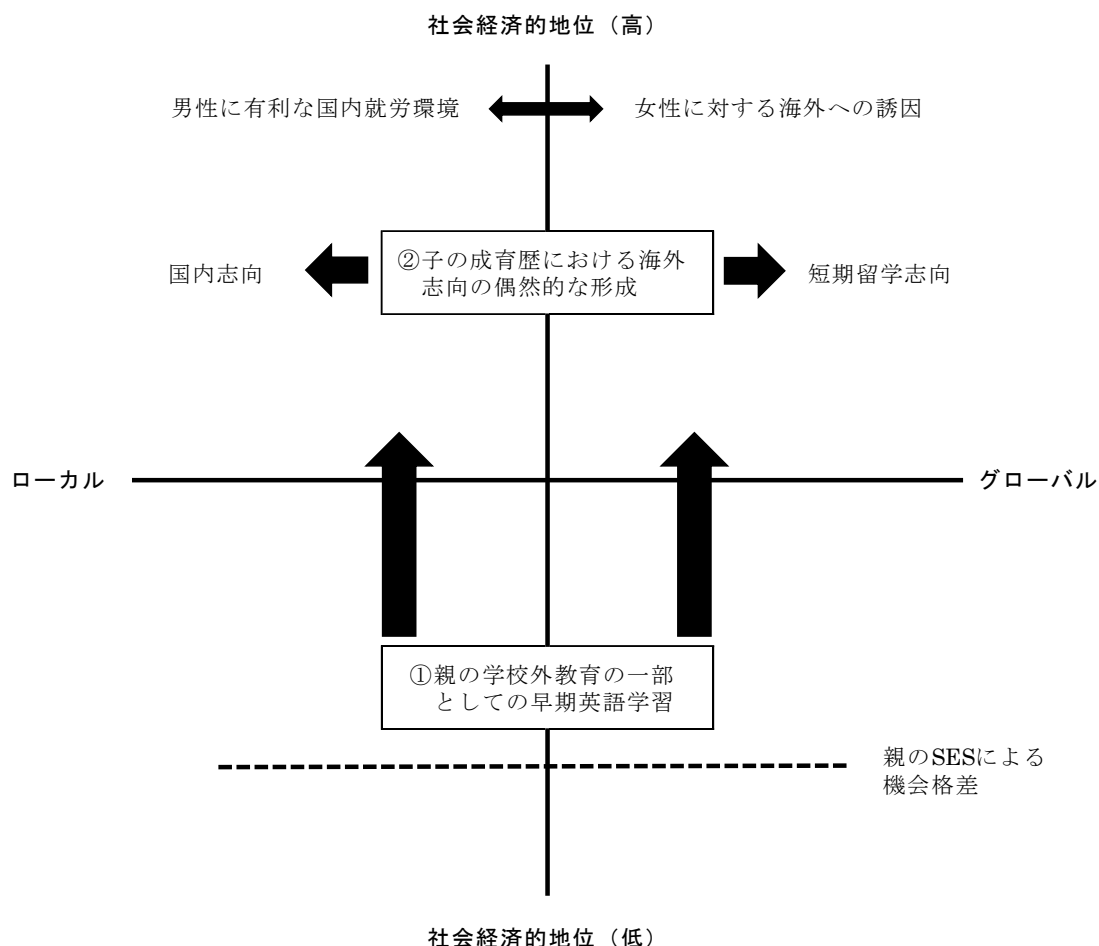 社会経済的地位（高）
男性に有利な国内就労環境
女性に対する海外への誘因
②子の成育歴における海外
志向の偶然的な形成
国内志向
短期留学志向
ローカル
グローバル
①親の学校外教育の一部
としての早期英語学習
親のSESによる
機会格差
社会経済的地位（低）